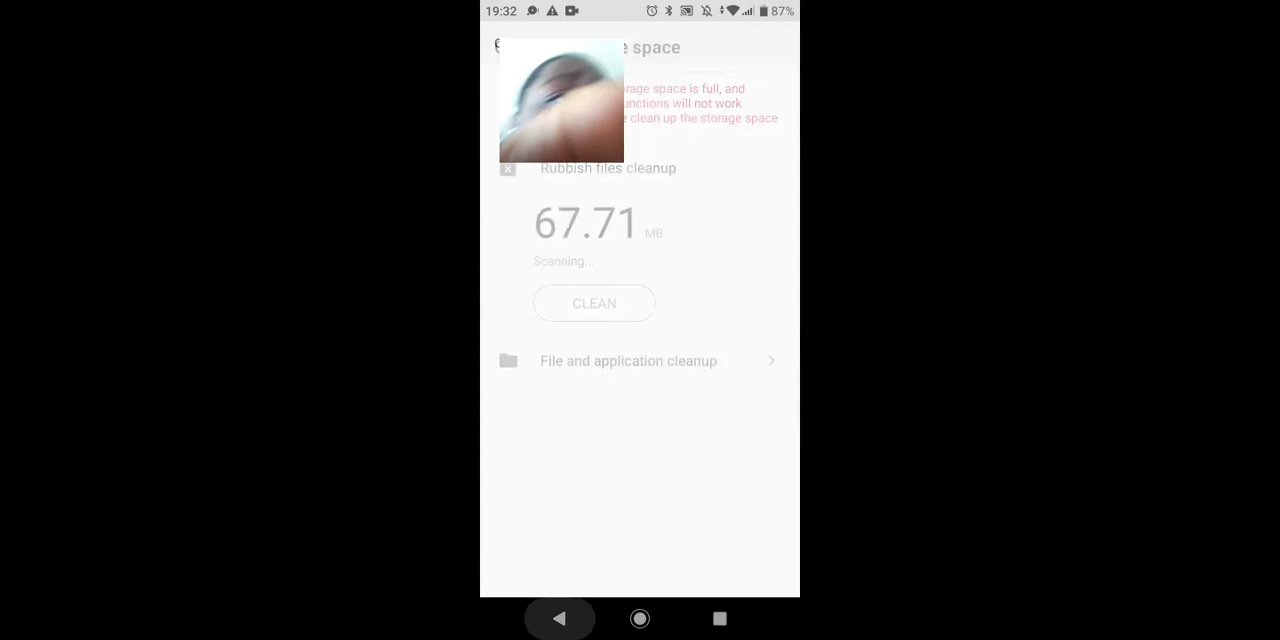 19:32 87%
e space
orage space is full, and
unctions will not work
clean up the storage space
Rubbish files cleanup
67.71 MB
Scanning...
CLEAN
File and application cleanup